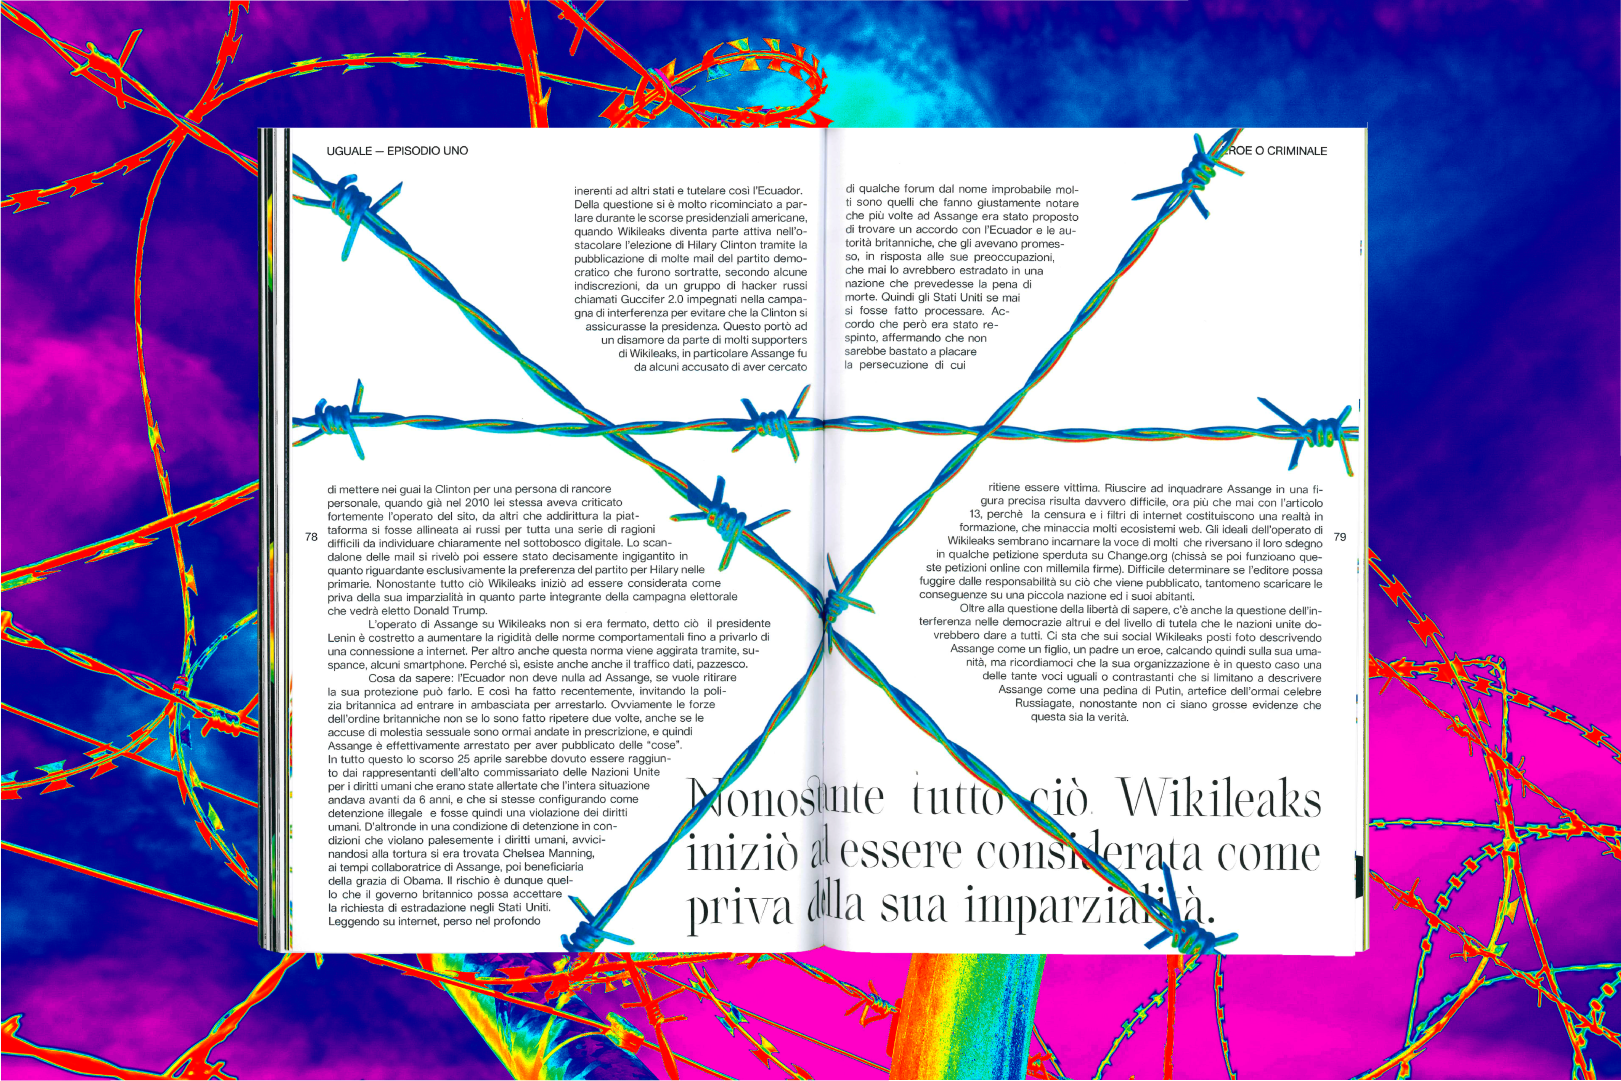 UGUALE — EPISODIO UNO
inerenti ad altri stati e tutelare così l'Ecuador.
Della questione si è molto ricominciato a par-
lare durante le scorse presidenziali americane,
quando Wikileaks diventa parte attiva nell'o-
stacolare l'elezione di Hilary Clinton tramite la
pubblicazione di molte mail del partito demo-
cratico che furono sortratte, secondo alcune
indiscrezioni, da un gruppo di hacker russi
chiamati Guccifer 2.0 impegnati nella campa-
gna di interferenza per evitare che la Clinton si
assicurasse la presidenza. Questo portò ad
un disamore da parte di molti supporters
di Wikileaks, in particolare Assange fu
da alcuni accusato di aver cercato
di mettere nei guai la Clinton per una persona di rancore
personale, quando già nel 2010 lei stessa aveva criticato
fortemente l'operato del sito, da altri che addirittura la piat-
taforma si fosse allineata ai russi per tutta una serie di ragioni
difficili da individuare chiaramente nel sottobosco digitale. Lo scan-
dalone delle mail si rivelò poi essere stato decisamente ingigantito in
quanto riguardante esclusivamente la preferenza del partito per Hilary nelle
primarie. Nonostante tutto ciò Wikileaks iniziò ad essere considerata come
priva della sua imparzialità in quanto parte integrante della campagna elettorale
che vedrà eletto Donald Trump.
L'operato di Assange su Wikileaks non si era fermato, detto ciò il presidente
Lenin è costretto a aumentare la rigidità delle norme comportamentali fino a privarlo di
una connessione a internet. Per altro anche questa norma viene aggirata tramite, su-
spance, alcuni smartphone. Perché sì, esiste anche anche il traffico dati, pazzesco.
Cosa da sapere: l'Ecuador non deve nulla ad Assange, se vuole ritirare
la sua protezione può farlo. E così ha fatto recentemente, invitando la poli-
zia britannica ad entrare in ambasciata per arrestarlo. Ovviamente le forze
dell'ordine britanniche non se lo sono fatto ripetere due volte, anche se le
accuse di molestia sessuale sono ormai andate in prescrizione, e quindi
Assange è effettivamente arrestato per aver pubblicato delle "cose".
In tutto questo lo scorso 25 aprile sarebbe dovuto essere raggiun-
to dai rappresentanti dell'alto commissariato delle Nazioni Unite
per i diritti umani che erano state allertate che l'intera situazione
andava avanti da 6 anni, e che si stesse configurando come
detenzione illegale e fosse quindi una violazione dei diritti
umani. D'altronde in una condizione di detenzione in con-
dizioni che violano palesemente i diritti umani, avvici-
nandosi alla tortura si era trovata Chelsea Manning,
ai tempi collaboratrice di Assange, poi beneficiaria
della grazia di Obama. Il rischio è dunque quel-
lo che il governo britannico possa accettare
la richiesta di estradazione negli Stati Uniti.
Leggendo su internet, perso nel profondo
78
ROE O CRIMINALE
di qualche forum dal nome improbabile mol-
ti sono quelli che fanno giustamente notare
che più volte ad Assange era stato proposto
di trovare un accordo con l'Ecuador e le au-
torità britanniche, che gli avevano promes-
so, in risposta alle sue preoccupazioni,
che mai lo avrebbero estradato in una
nazione che prevedesse la pena di
morte. Quindi gli Stati Uniti se mai
si fosse fatto processare. Ac-
cordo che però era stato re-
spinto, affermando che non
sarebbe bastato a placare
la persecuzione di cui
ritiene essere vittima. Riuscire ad inquadrare Assange in una fi-
gura precisa risulta davvero difficile, ora più che mai con l'articolo
13, perchè la censura e i filtri di internet costituiscono una realtà in
formazione, che minaccia molti ecosistemi web. Gli ideali dell'operato di
Wikileaks sembrano incarnare la voce di molti che riversano il loro sdegno
in qualche petizione sperduta su Change.org (chissà se poi funzioano que-
ste petizioni online con millemila firme). Difficile determinare se l'editore possa
fuggire dalle responsabilità su ciò che viene pubblicato, tantomeno scaricare le
conseguenze su una piccola nazione ed i suoi abitanti.
Oltre alla questione della libertà di sapere, c'è anche la questione dell'in-
terferenza nelle democrazie altrui e del livello di tutela che le nazioni unite do-
vrebbero dare a tutti. Ci sta che sui social Wikileaks posti foto descrivendo
Assange come un figlio, un padre un eroe, calcando quindi sulla sua uma-
nità, ma ricordiamoci che la sua organizzazione è in questo caso una
delle tante voci uguali o contrastanti che si limitano a descrivere
Assange come una pedina di Putin, artefice dell'ormai celebre
Russiagate, nonostante non ci siano grosse evidenze che
questa sia la verità.
79
Nonostante tutto ciò Wikileaks
iniziò ad essere considerata come
priva della sua imparzialità.